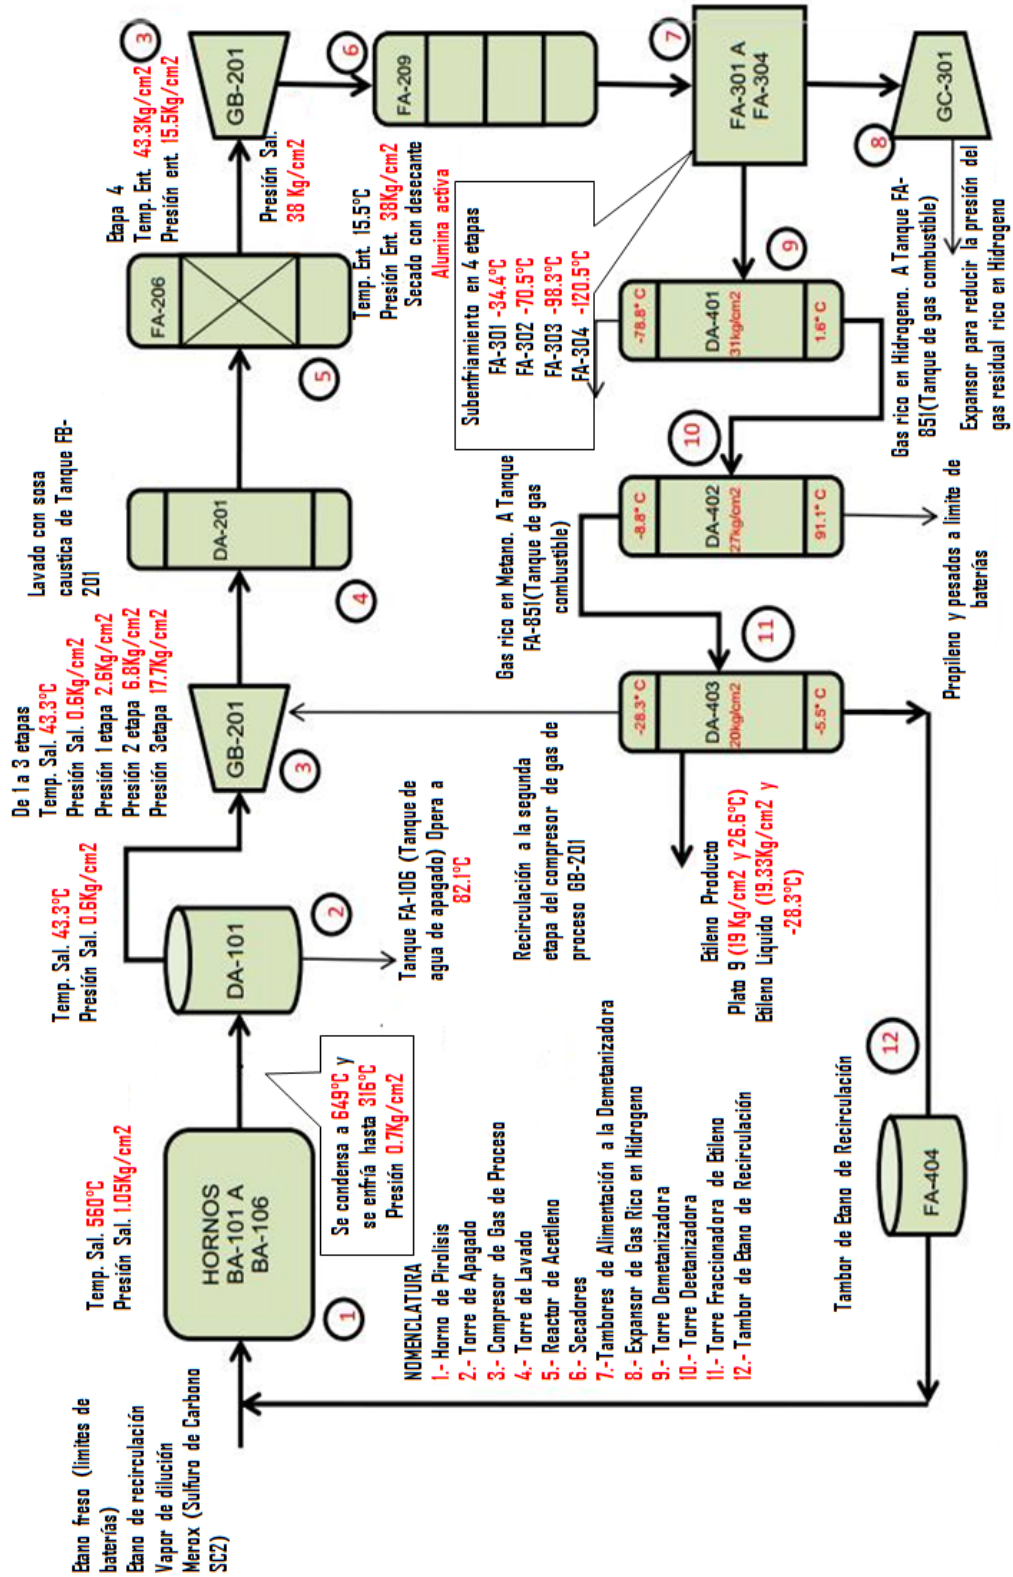 Etano freso (limites de
baterías)
Etano de recirculación
Vapor de dilución
Merox (Sulfuro de Carbono
SC2)
Temp. Sal. 560°C
Presión Sal. 1.05Kg/cm2
HORNOS
BA-101 A
BA-106
1
Se condensa a 649°C y
se enfría hasta 316°C
Presión 0.7Kg/cm2
Temp. Sal. 43.3°C
Presión Sal. 0.6Kg/cm2
DA-101
2
Tanque FA-106 (Tanque de
agua de apagado) Opera a
82.1°C
De 1 a 3 etapas
Temp. Sal. 43.3°C
Presión Sal. 0.6Kg/cm2
Presión 1 etapa 2.6Kg/cm2
Presión 2 etapa 6.8Kg/cm2
Presión 3etapa 17.7Kg/cm2
GB-201
3
Lavado con sosa
caustica de Tanque FB-
201
DA-201
4
FA-206
5
Etapa 4
Temp. Ent. 43.3Kg/cm2
Presión ent. 15.5Kg/cm2
GB-201
3
Presión Sal.
38 Kg/cm2
6
FA-209
Temp. Ent. 15.5°C
Presión Ent. 38Kg/cm2
Secado con desecante
Alumina activa
7
FA-301 A
FA-304
Subenfriamiento en 4 etapas
FA-301 -34.4°C
FA-302 -70.5°C
FA-303 -98.3°C
FA-304 -120.5°C
8
GC-301
Gas rico en Hidrogeno. A Tanque FA-
851(Tanque de gas combustible)
Expansor para reducir la presión del
gas residual rico en Hidrogeno
9
-78.8° C
DA-401
31kg/cm2
1.6° C
Gas rico en Metano. A Tanque
FA-851(Tanque de gas
combustible)
10
-8.8° C
DA-402
27kg/cm2
91.1° C
Propileno y pesados a limite de
baterías
11
-28.3° C
DA-403
20kg/cm2
-5.5° C
Recirculación a la segunda
etapa del compresor de gas de
proceso GB-201
Etileno Producto
Plato 9 (19 Kg/cm2 y 26.6°C)
Etileno Liquido (19.33Kg/cm2 y
-28.3°C)
12
FA-404
Tambor de Etano de Recirculación
NOMENCLATURA
1.- Horno de Pirolisis
2.- Torre de Apagado
3.- Compresor de Gas de Proceso
4.- Torre de Lavado
5.- Reactor de Acetileno
6.- Secadores
7.-Tambores de Alimentación a la Demetanizadora
8.- Expansor de Gas Rico en Hidrogeno
9.- Torre Demetanizadora
10.- Torre Deetanizadora
11.- Torre Fraccionadora de Etileno
12.- Tambor de Etano de Recirculación